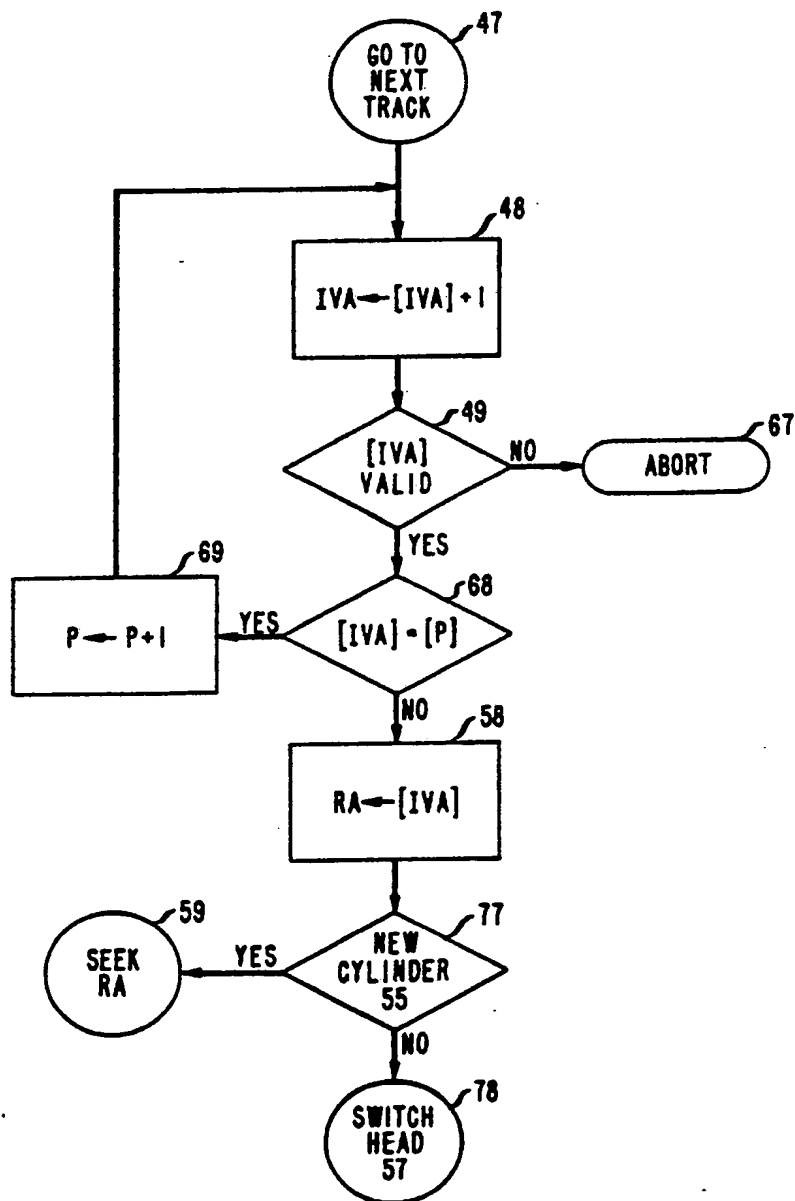 47
GO TO
NEXT
TRACK
48
IVA←[IVA]+1
49
[IVA]
VALID
NO
67
ABORT
YES
69
P←P+1
YES
68
[IVA]=[P]
NO
58
RA←[IVA]
59
SEEK
RA
YES
77
NEW
CYLINDER
55
NO
78
SWITCH
HEAD
57